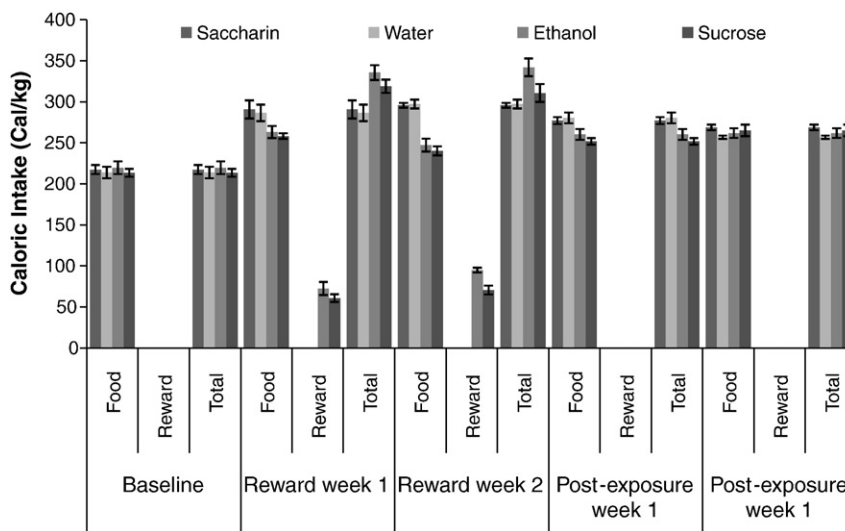 Saccharin Water Ethanol Sucrose
400
350
300
250
200
150
100
50
0
Caloric Intake (Cal/kg)
Food Reward Total Food Reward Total Food Reward Total Food Reward Total Food Reward Total
Baseline Reward week 1 Reward week 2 Post-exposure week 1 Post-exposure week 1